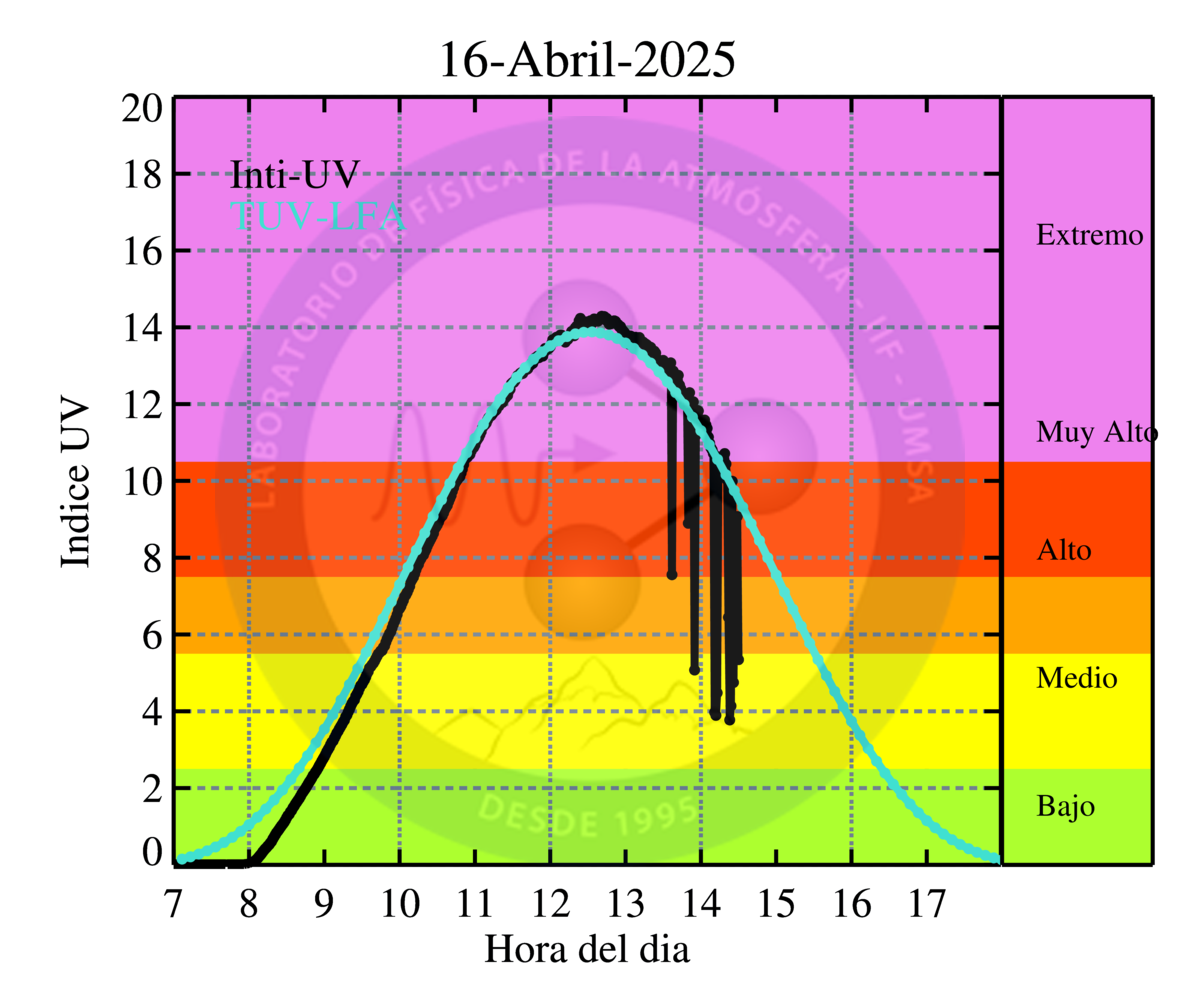 16-Abril-2025
20
18
16
14
12
10
8
6
4
2
0
Indice UV
Inti-UV
TUV-LFA
LABORATORIO DE FÍSICA DE LA ATMÓSFERA - IIF - UMSA
DESDE 1995
Extremo
Muy Alto
Alto
Medio
Bajo
7 8 9 10 11 12 13 14 15 16 17
Hora del dia